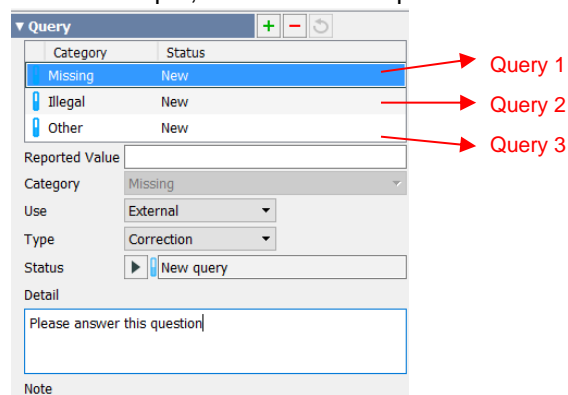 Query
Category Status
Missing New Query 1
Illegal New Query 2
Other New Query 3
Reported Value
Category Missing
Use External
Type Correction
Status New query
Detail
Please answer this question
Note